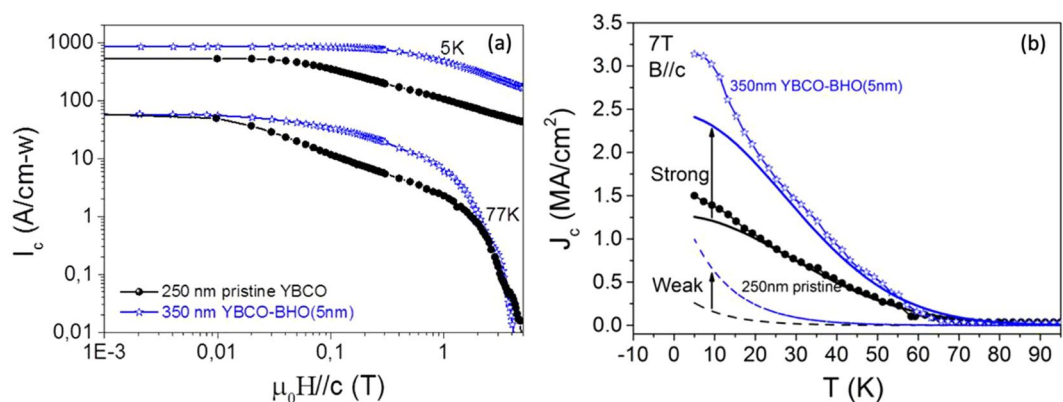 (a)
1000
100
10
1
0,1
0,01
I_c (A/cm-w)
5K
77K
250 nm pristine YBCO
350 nm YBCO-BHO(5nm)
1E-3
0,01
0,1
1
μ₀H//c (T)
(b)
7T
B//c
350nm YBCO-BHO(5nm)
Strong
Weak
250nm pristine
3.5
3.0
2.5
2.0
1.5
1.0
0.5
0.0
J_c (MA/cm²)
-10 0 10 20 30 40 50 60 70 80 90
T (K)